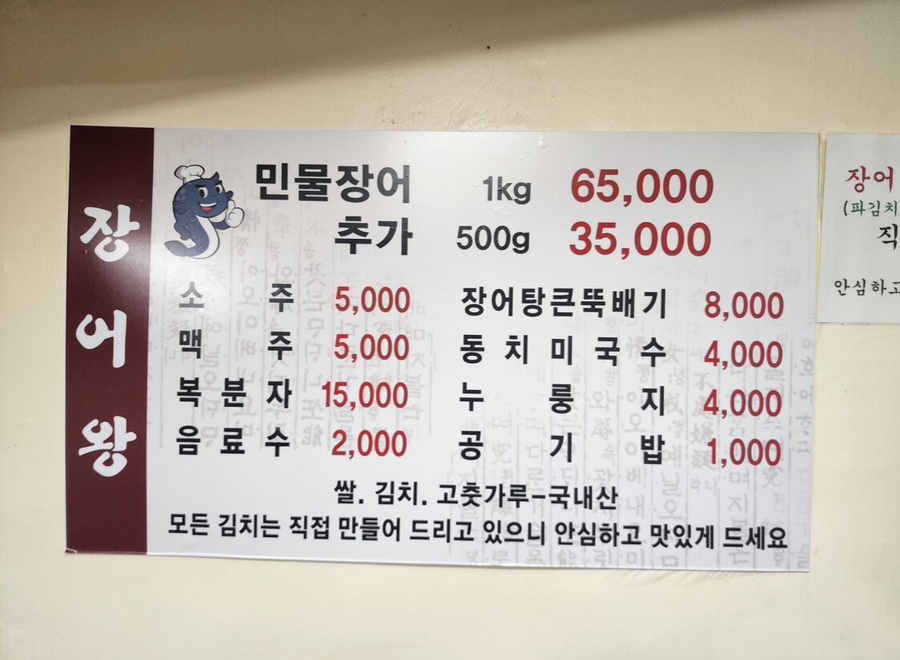 장어왕
민물장어 1kg 65,000
추가 500g 35,000
소주 5,000
맥주 5,000
복분자 15,000
음료수 2,000
장어탕큰뚝배기 8,000
동치미국수 4,000
누룽지 4,000
공기밥 1,000
쌀. 김치. 고춧가루-국내산
모든 김치는 직접 만들어 드리고 있으니 안심하고 맛있게 드세요
장어
(파김치
직
안심하고